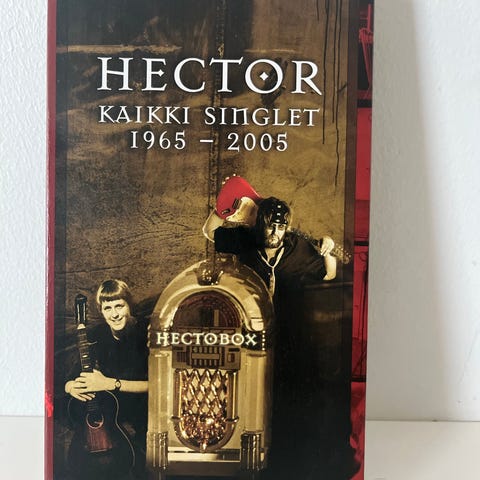 HECTOR
KAIKKI SINGLET
1965 – 2005
HECTOBOX